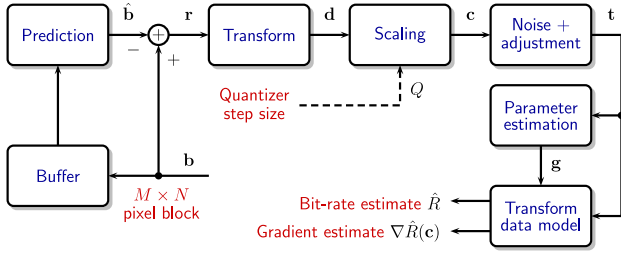 Prediction
b̂
−
+
+
r
Transform
d
Scaling
c
Noise +
adjustment
t
Quantizer
step size
Q
Parameter
estimation
g
Buffer
b
M × N
pixel block
Transform
data model
Bit-rate estimate R̂
Gradient estimate ∇R̂(c)